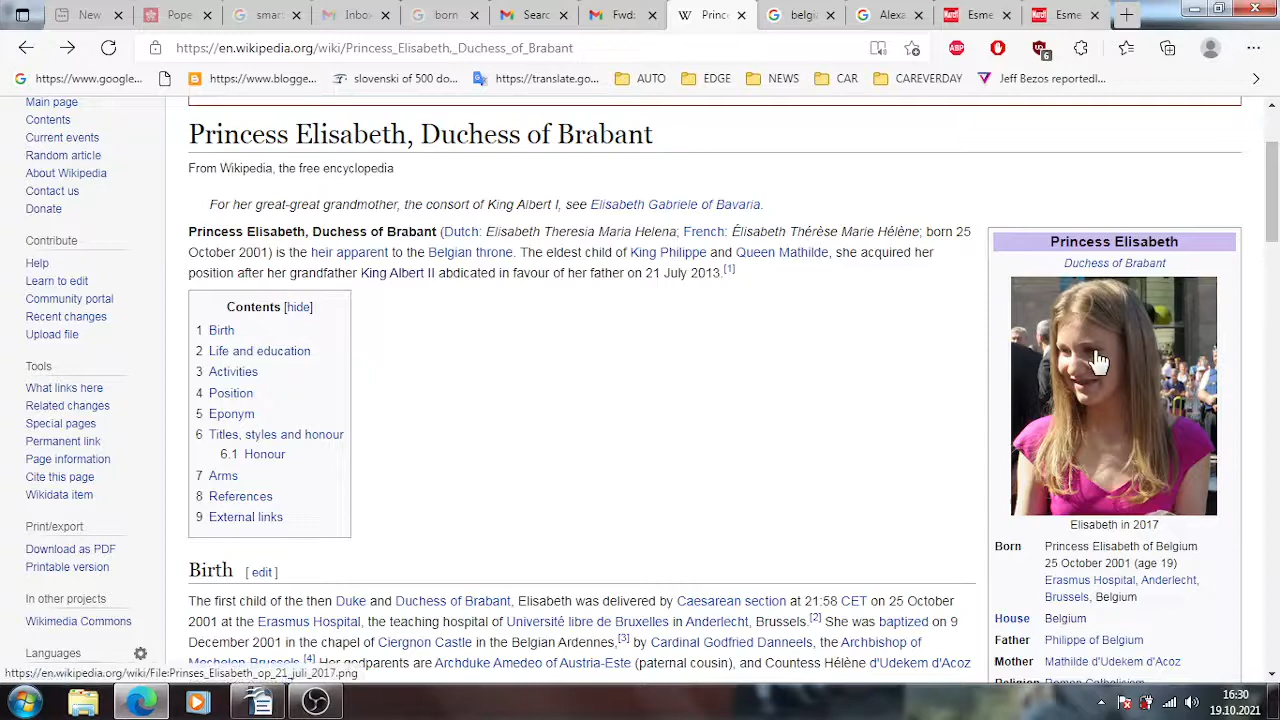 New
Pope
smar
Inbo
born
Sear
Fwd:
Princ
belg
Alexa
Esme
Esme
https://en.wikipedia.org/wiki/Princess_Elisabeth,_Duchess_of_Brabant
ABP
6
https://www.google...
https://www.blogge...
slovenski of 500 do...
https://translate.go...
AUTO
EDGE
NEWS
CAR
CAREVERDAY
Jeff Bezos reportedl...
Main page
Contents
Current events
Random article
About Wikipedia
Contact us
Donate
Contribute
Help
Learn to edit
Community portal
Recent changes
Upload file
Tools
What links here
Related changes
Special pages
Permanent link
Page information
Cite this page
Wikidata item
Print/export
Download as PDF
Printable version
In other projects
Wikimedia Commons
Languages
Princess Elisabeth, Duchess of Brabant
From Wikipedia, the free encyclopedia
For her great-great grandmother, the consort of King Albert I, see Elisabeth Gabriele of Bavaria.
Princess Elisabeth, Duchess of Brabant (Dutch: Elisabeth Theresia Maria Helena; French: Élisabeth Thérèse Marie Hélène; born 25
October 2001) is the heir apparent to the Belgian throne. The eldest child of King Philippe and Queen Mathilde, she acquired her
position after her grandfather King Albert II abdicated in favour of her father on 21 July 2013.[1]
Contents [hide]
1 Birth
2 Life and education
3 Activities
4 Position
5 Eponym
6 Titles, styles and honour
6.1 Honour
7 Arms
8 References
9 External links
Birth [ edit ]
The first child of the then Duke and Duchess of Brabant, Elisabeth was delivered by Caesarean section at 21:58 CET on 25 October
2001 at the Erasmus Hospital, the teaching hospital of Université libre de Bruxelles in Anderlecht, Brussels.[2] She was baptized on 9
December 2001 in the chapel of Ciergnon Castle in the Belgian Ardennes,[3] by Cardinal Godfried Danneels, the Archbishop of
Mechelen-Brussels.[4] Her godparents are Archduke Amedeo of Austria-Este (paternal cousin), and Countess Hélène d'Udekem d'Acoz
Princess Elisabeth
Duchess of Brabant
Elisabeth in 2017
Born Princess Elisabeth of Belgium
25 October 2001 (age 19)
Erasmus Hospital, Anderlecht,
Brussels, Belgium
House Belgium
Father Philippe of Belgium
Mother Mathilde d'Udekem d'Acoz
Religion Roman Catholicism
https://en.wikipedia.org/wiki/File:Prinses_Elisabeth_op_21_juli_2017.png
16:30
19.10.2021